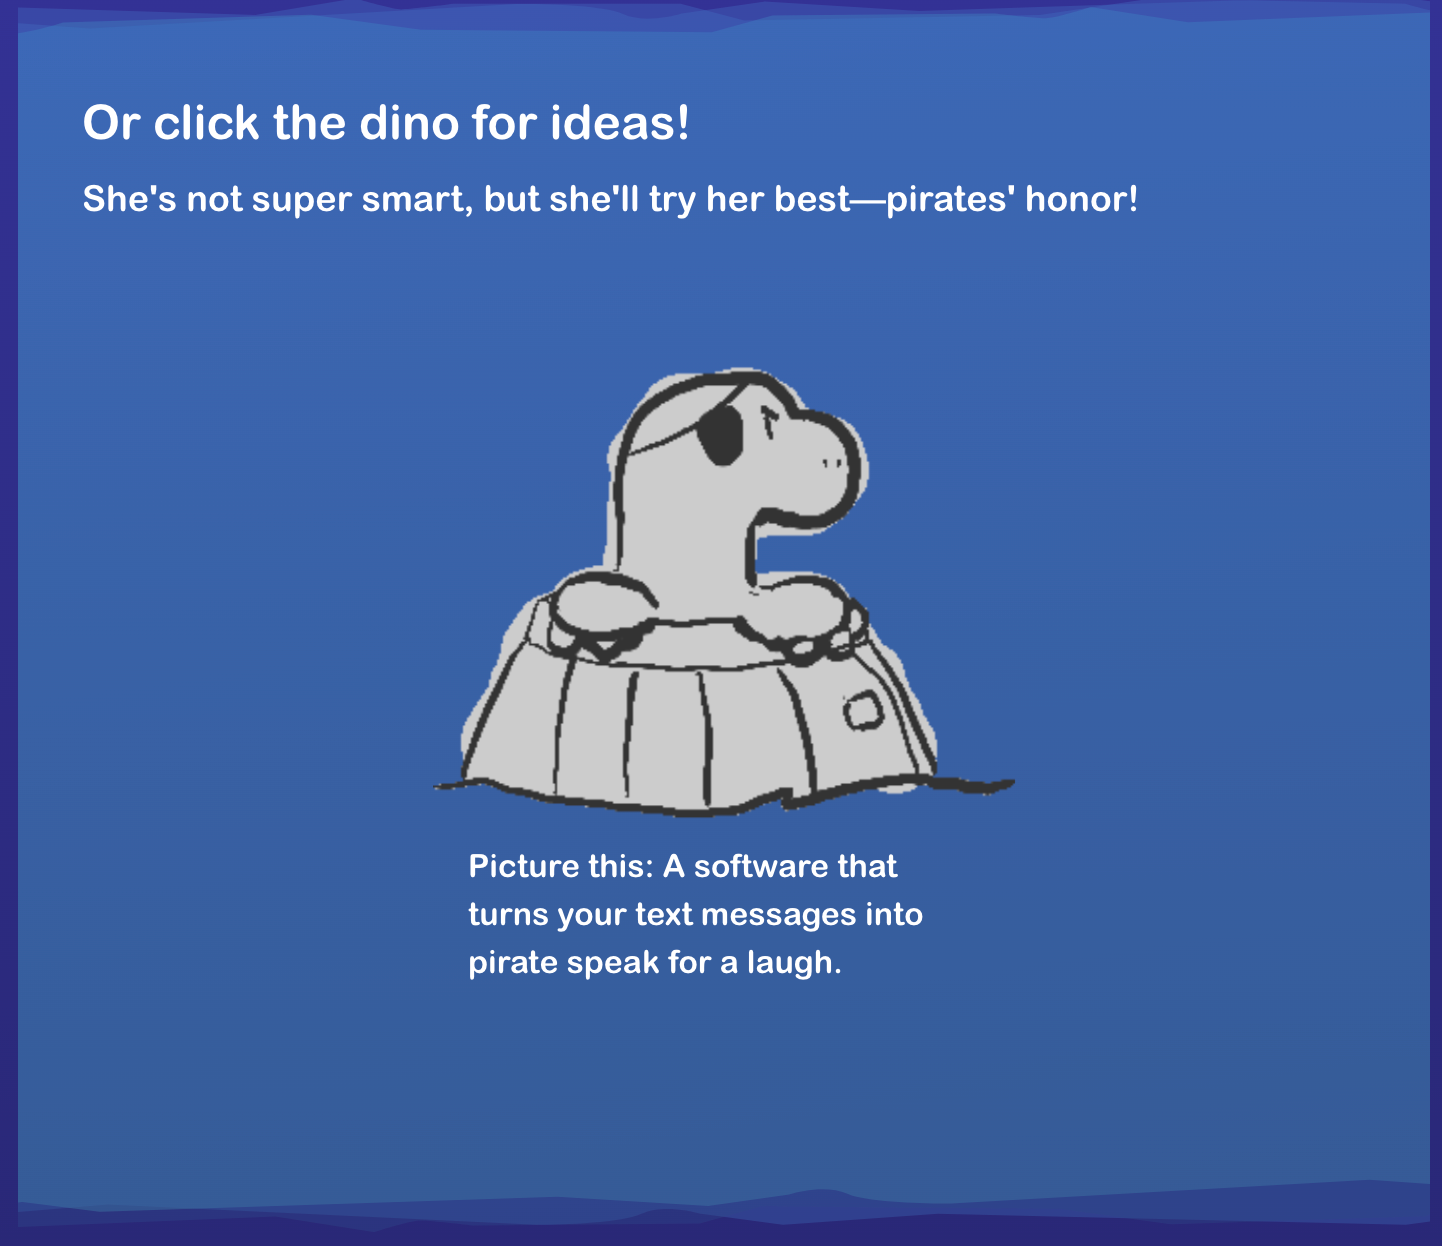 Or click the dino for ideas!
She's not super smart, but she'll try her best—pirates' honor!
Picture this: A software that
turns your text messages into
pirate speak for a laugh.